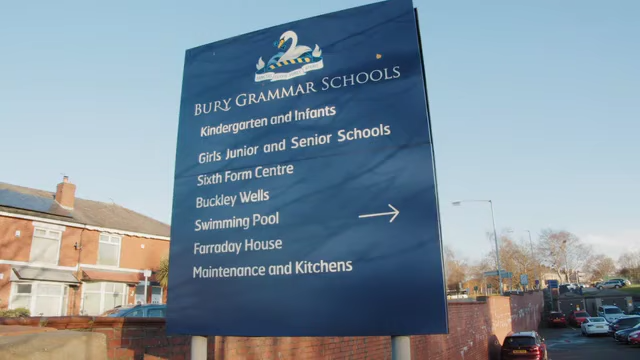 BURY GRAMMAR SCHOOLS
Kindergarten and Infants
Girls Junior and Senior Schools
Sixth Form Centre
Buckley Wells
Swimming Pool
Farraday House
Maintenance and Kitchens